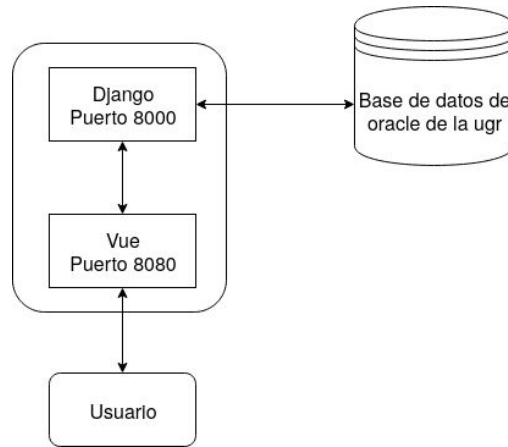 Django
Puerto 8000
Base de datos de
oracle de la ugr
Vue
Puerto 8080
Usuario